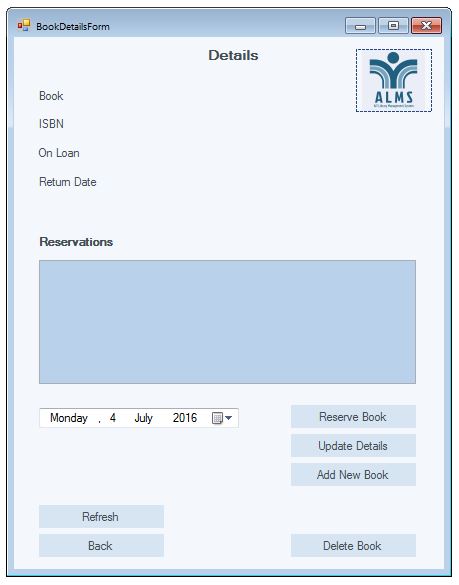 BookDetailsForm
Details
ALMS
Book
ISBN
On Loan
Return Date
Reservations
Monday , 4 July 2016
Reserve Book
Update Details
Add New Book
Refresh
Back
Delete Book